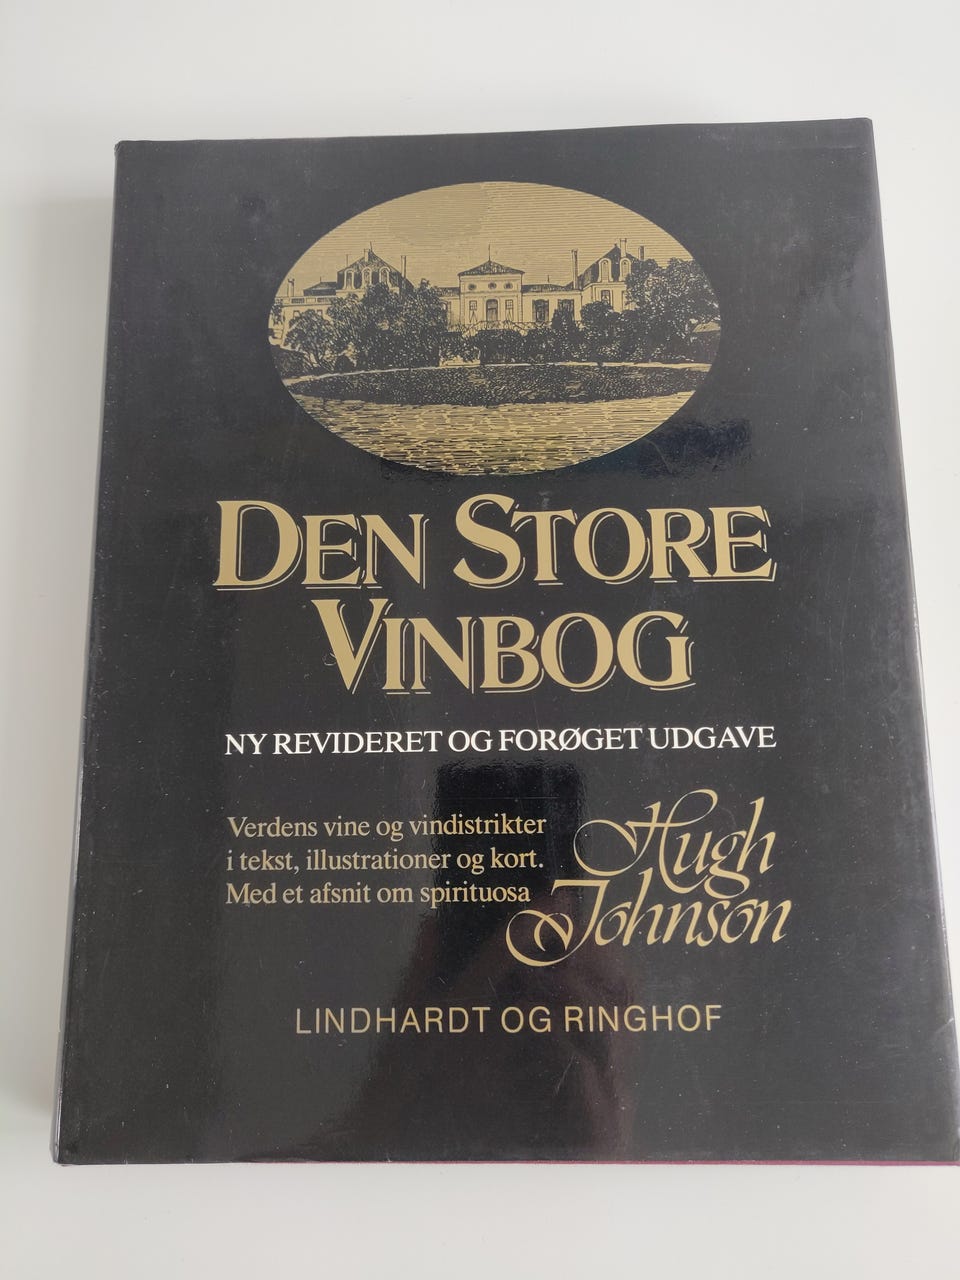 DEN STORE
VINBOG
NY REVIDERET OG FORØGET UDGAVE
Verdens vine og vindistrikter
i tekst, illustrationer og kort.
Med et afsnit om spirituosa
Hugh
Johnson
LINDHARDT OG RINGHOF